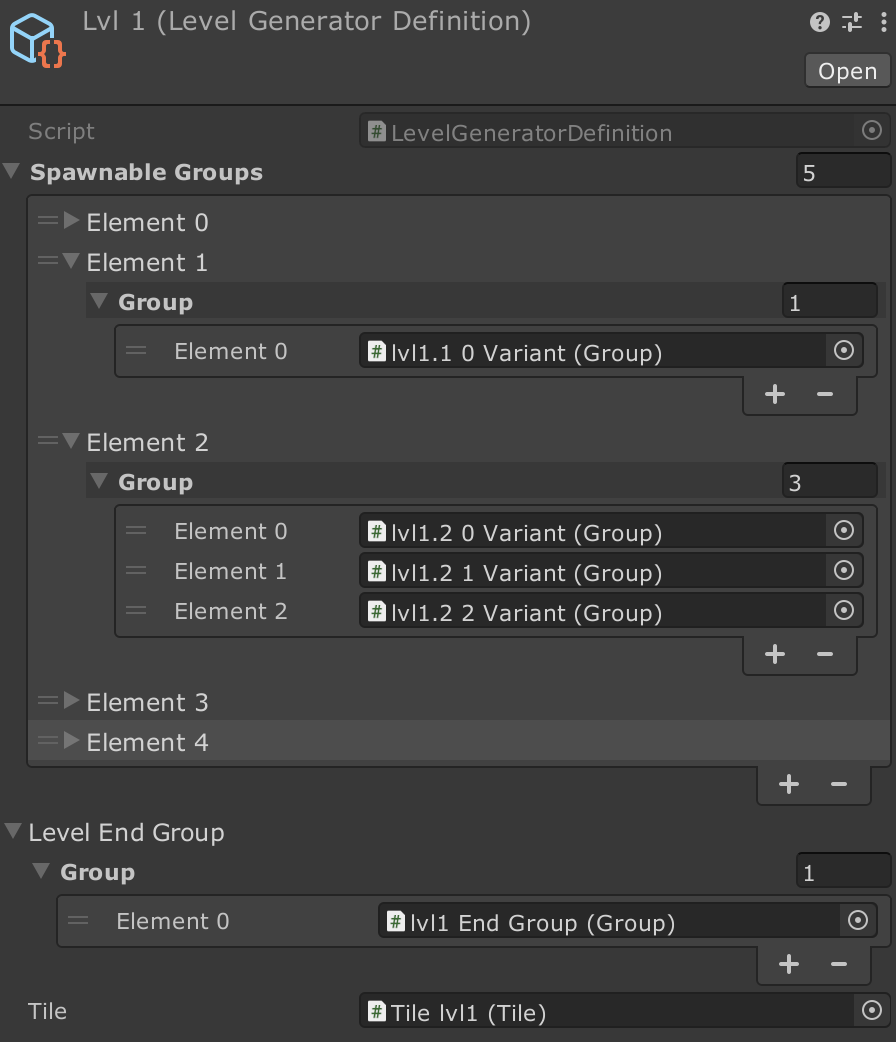 Lvl 1 (Level Generator Definition)
Open
Script # LevelGeneratorDefinition
Spawnable Groups 5
Element 0
Element 1
Group 1
Element 0 # lvl1.1 0 Variant (Group)
+ −
Element 2
Group 3
Element 0 # lvl1.2 0 Variant (Group)
Element 1 # lvl1.2 1 Variant (Group)
Element 2 # lvl1.2 2 Variant (Group)
+ −
Element 3
Element 4
+ −
Level End Group
Group 1
Element 0 # lvl1 End Group (Group)
+ −
Tile # Tile lvl1 (Tile)